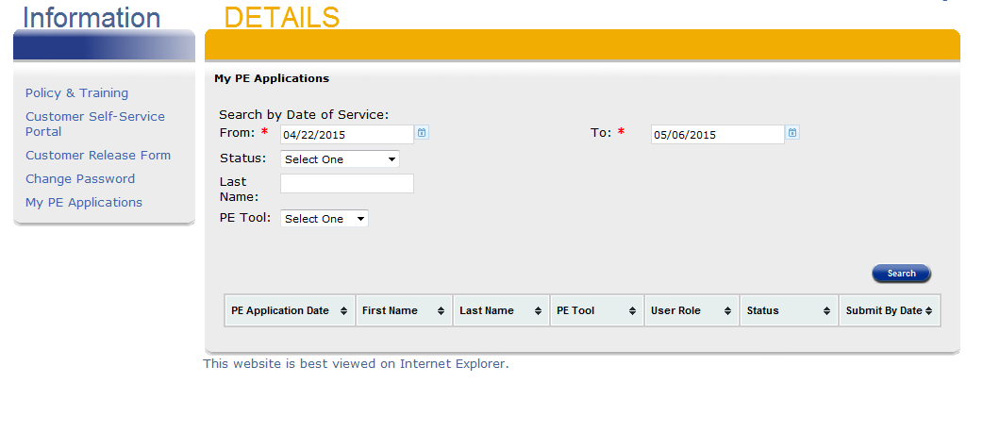 Information
DETAILS
Policy & Training
Customer Self-Service
Portal
Customer Release Form
Change Password
My PE Applications
My PE Applications
Search by Date of Service:
From: * 04/22/2015 To: * 05/06/2015
Status: Select One
Last
Name:
PE Tool: Select One
Search
PE Application Date First Name Last Name PE Tool User Role Status Submit By Date
This website is best viewed on Internet Explorer.